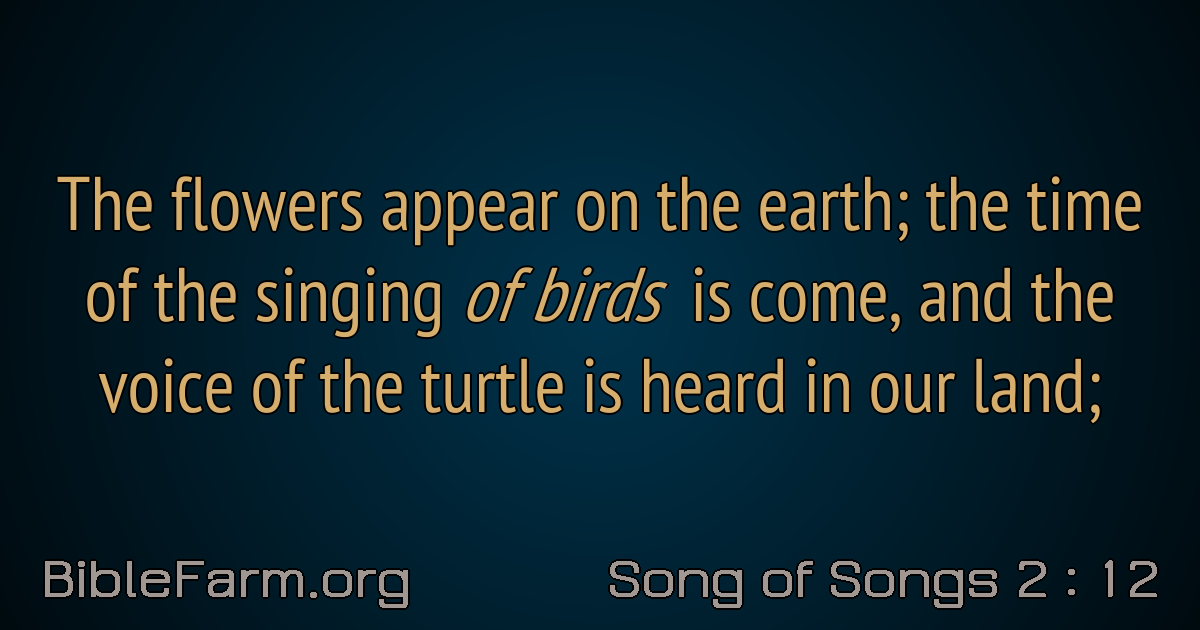 The flowers appear on the earth; the time
of the singing of birds is come, and the
voice of the turtle is heard in our land;
BibleFarm.org
Song of Songs 2 : 12